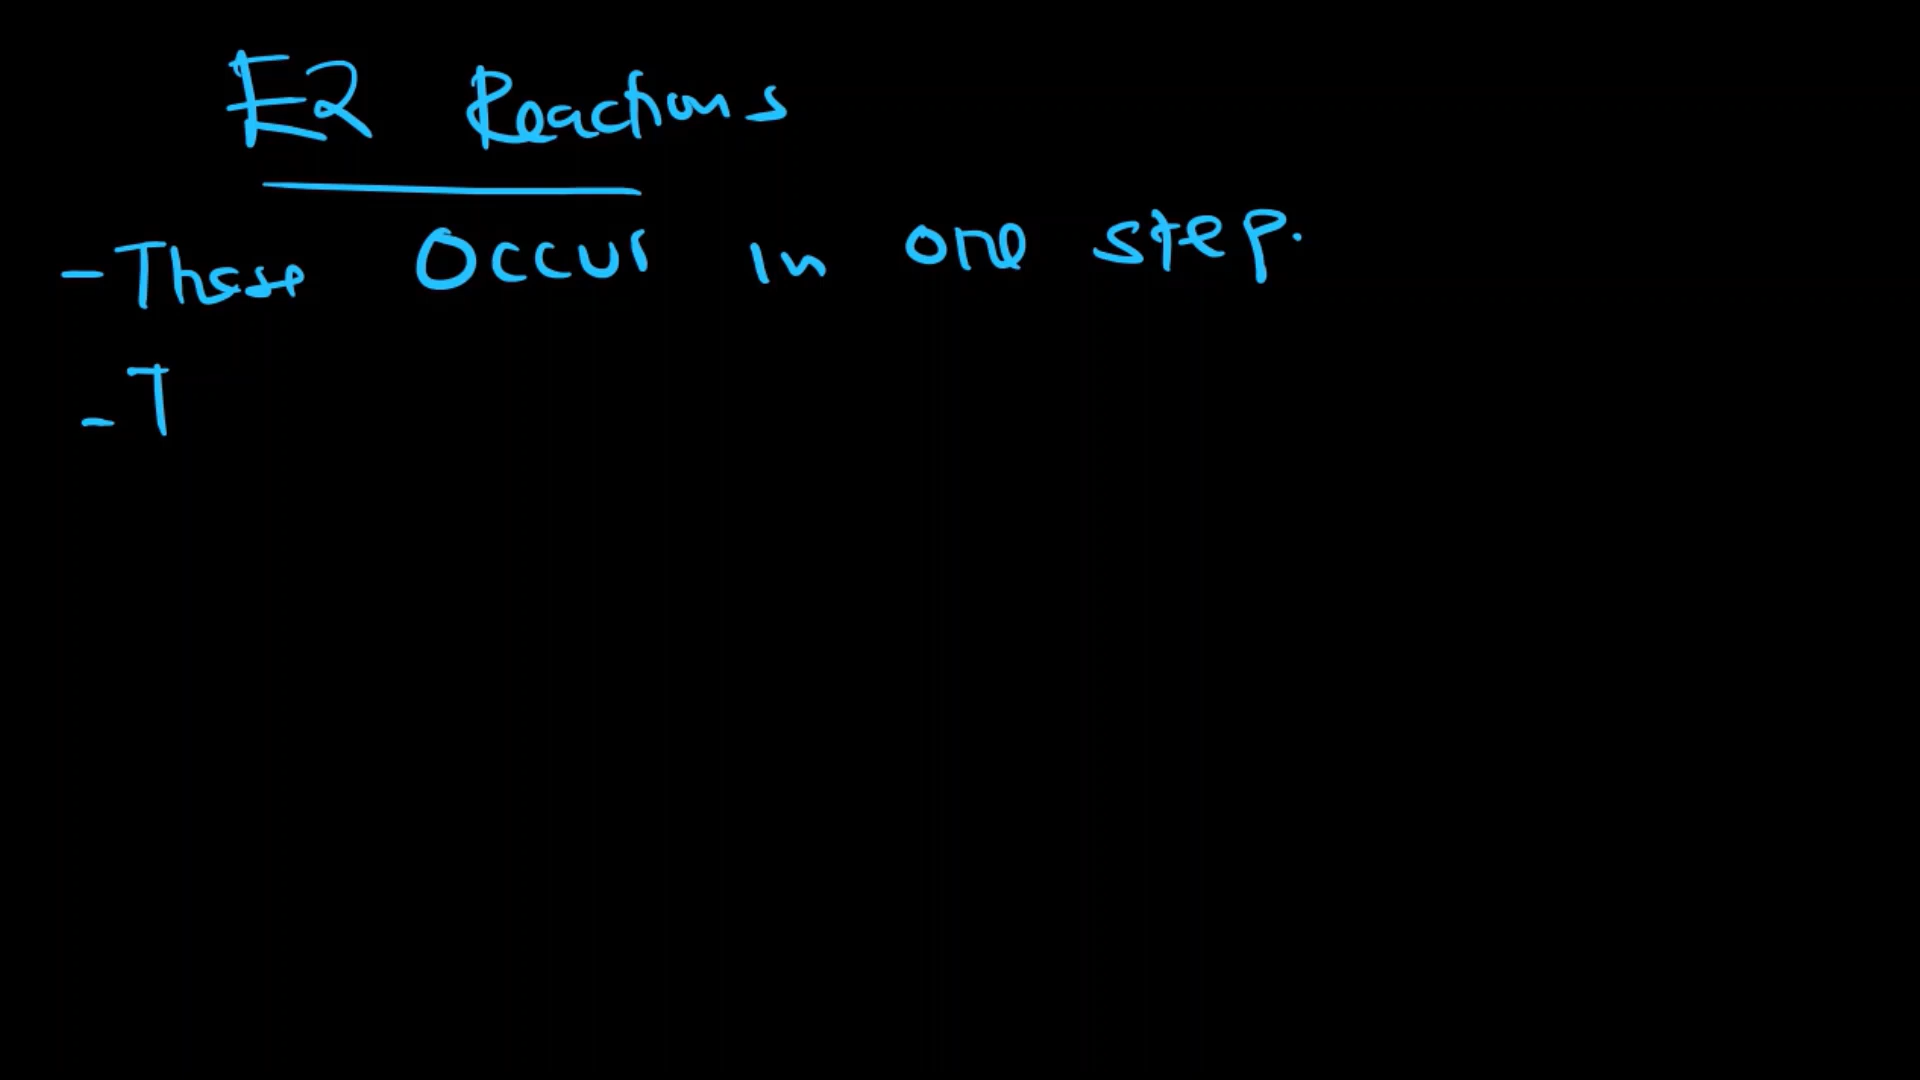 E2 Reactions
- These Occur in one step.
- T